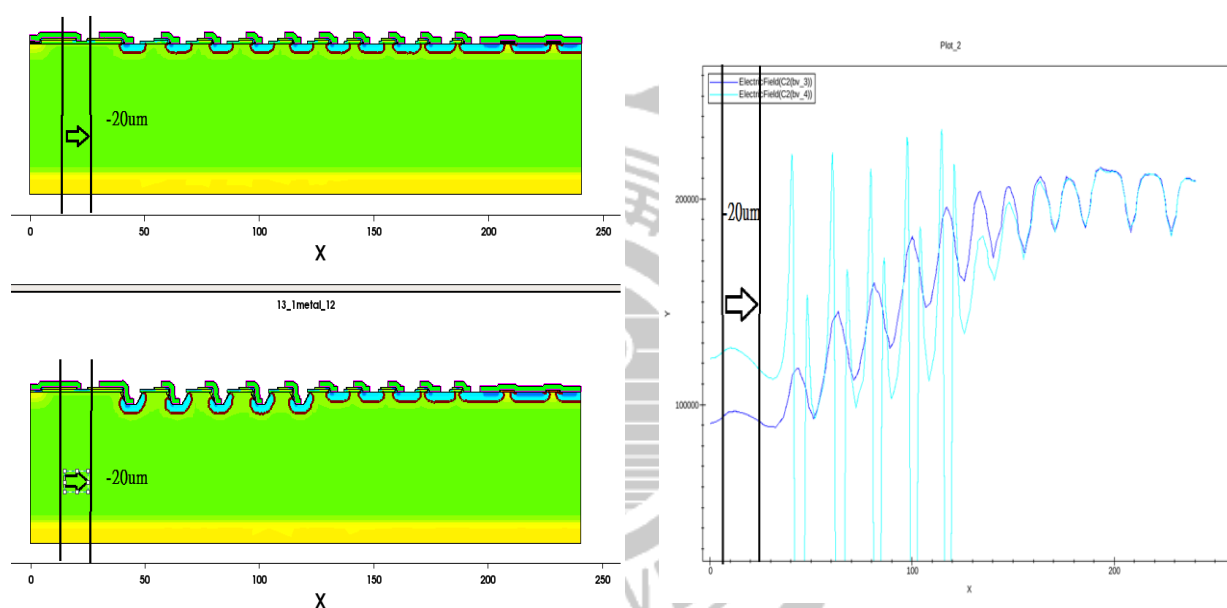 -20um
0
50
100
150
200
250
X
13_1metal_12
-20um
0
50
100
150
200
250
X
Plot_2
ElectricField(C2(bv_3))
ElectricField(C2(bv_4))
200000
-20um
Y
100000
0
100
200
X